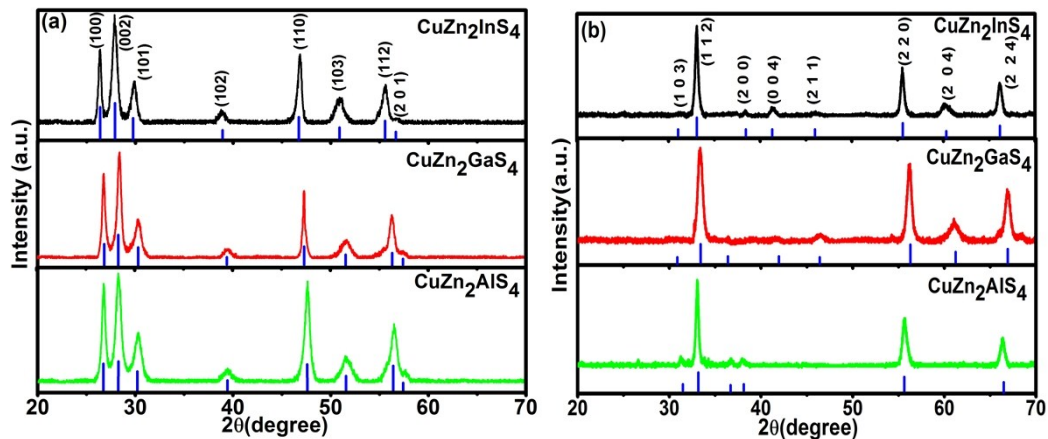 (a)
CuZn2InS4
(100)
(002)
(101)
(102)
(110)
(103)
(112)
(2 0 1)
CuZn2GaS4
CuZn2AlS4
Intensity (a.u.)
20 30 40 50 60 70
2θ(degree)
(b)
CuZn2InS4
(1 0 3)
(1 1 2)
(2 0 0)
(0 0 4)
(2 1 1)
(2 2 0)
(2 0 4)
(2 2 4)
CuZn2GaS4
CuZn2AlS4
Intensity(a.u.)
20 30 40 50 60 70
2θ(degree)